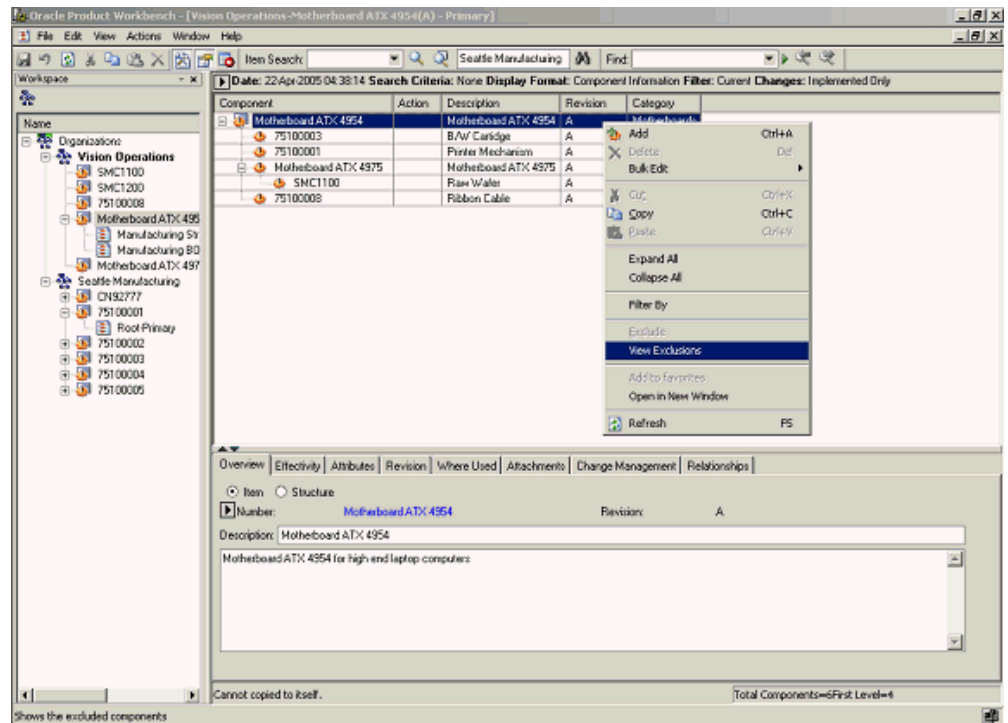 Oracle Product Workbench - [Vision Operations-Motherboard ATX 4954(A) - Primary]
File Edit View Actions Window Help
Item Search: Seattle Manufacturing Find:
Workspace
Date: 22-Apr-2005 04:38:14 Search Criteria: None Display Format: Component Information Filter: Current Changes: Implemented Only
Name
Organizations
Vision Operations
SMC1100
SMC1200
75100008
Motherboard ATX 495
Manufacturing Str
Manufacturing BO
Motherboard ATX 497
Seattle Manufacturing
CN92777
75100001
Root-Primary
75100002
75100003
75100004
75100005
Component Action Description Revision Category
Motherboard ATX 4954 Motherboard ATX 4954 A Motherboards
75100003 B/W Cartidge A
75100001 Printer Mechanism A
Motherboard ATX 4975 Motherboard ATX 4975 A
SMC1100 Raw Wafer A
75100008 Ribbon Cable A
Add Ctrl+A
Delete Del
Bulk Edit
Cut Ctrl+X
Copy Ctrl+C
Paste Ctrl+V
Expand All
Collapse All
Filter By
Exclude
View Exclusions
Add to favorites
Open in New Window
Refresh F5
Overview Effectivity Attributes Revision Where Used Attachments Change Management Relationships
Item Structure
Number: Motherboard ATX 4954 Revision: A
Description: Motherboard ATX 4954
Motherboard ATX 4954 for high end laptop computers
Cannot copied to itself. Total Components=6First Level=4
Shows the excluded components